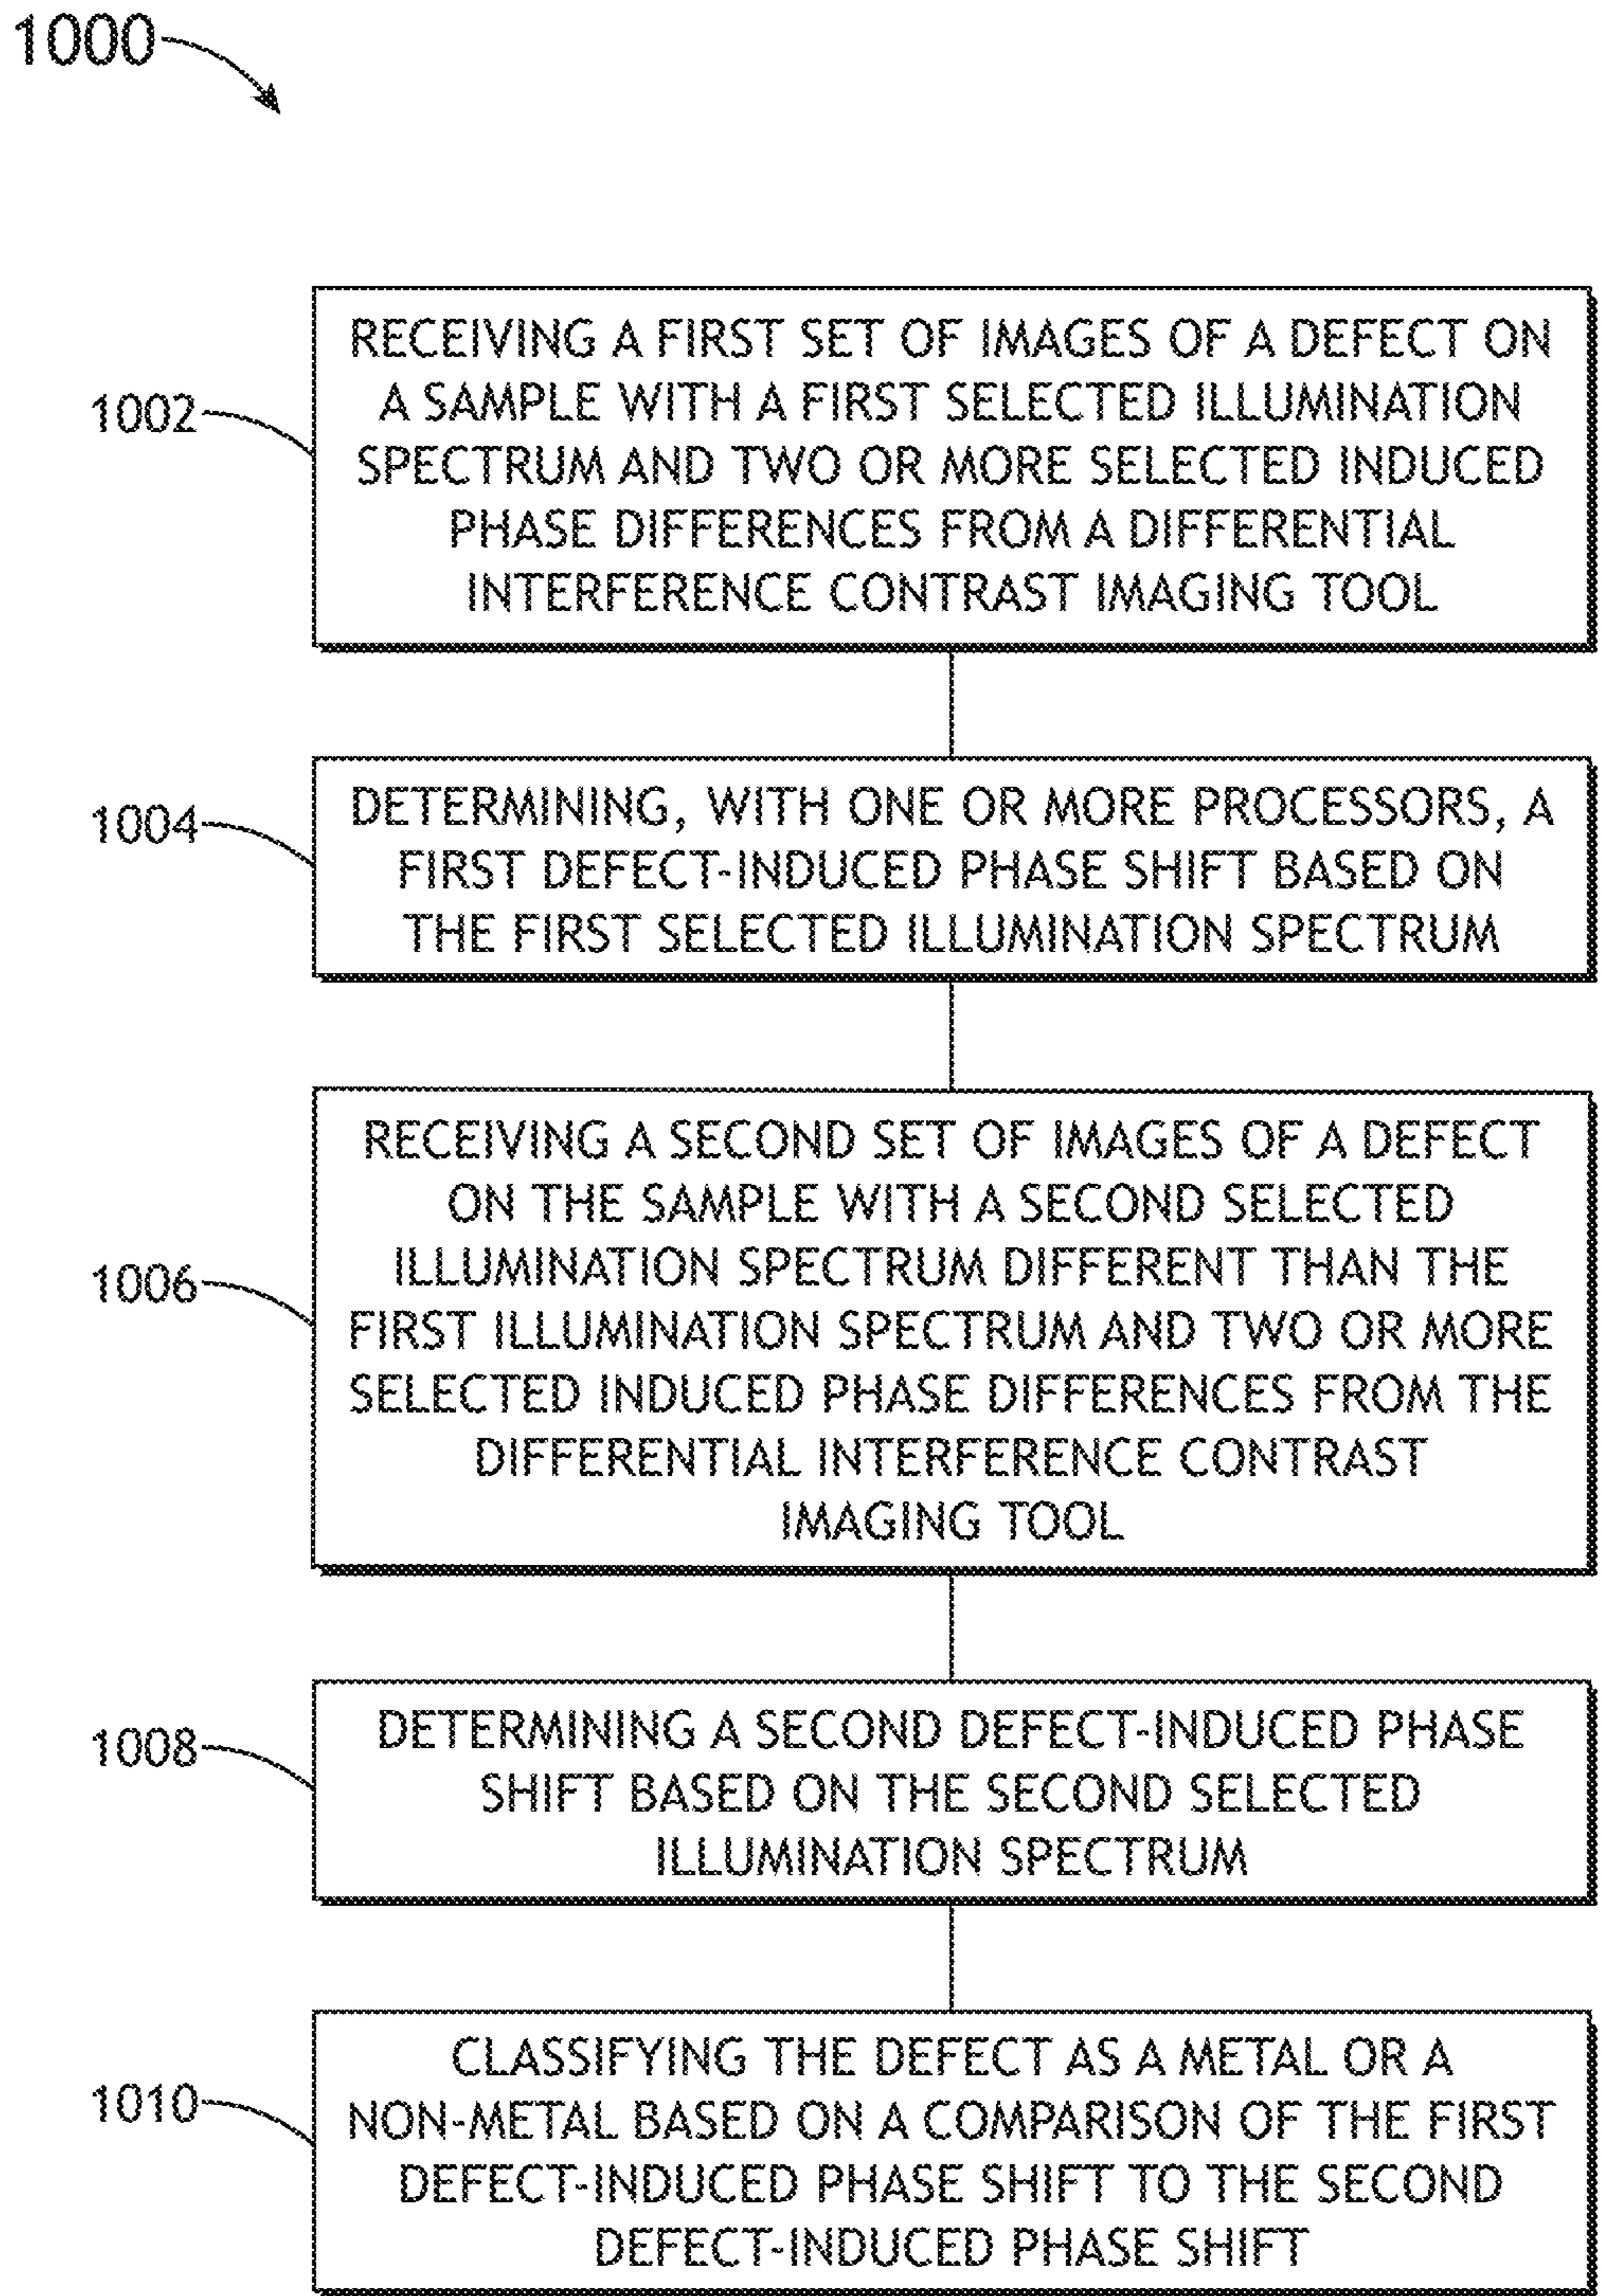 1000
1002
RECEIVING A FIRST SET OF IMAGES OF A DEFECT ON
A SAMPLE WITH A FIRST SELECTED ILLUMINATION
SPECTRUM AND TWO OR MORE SELECTED INDUCED
PHASE DIFFERENCES FROM A DIFFERENTIAL
INTERFERENCE CONTRAST IMAGING TOOL
1004
DETERMINING, WITH ONE OR MORE PROCESSORS, A
FIRST DEFECT-INDUCED PHASE SHIFT BASED ON
THE FIRST SELECTED ILLUMINATION SPECTRUM
1006
RECEIVING A SECOND SET OF IMAGES OF A DEFECT
ON THE SAMPLE WITH A SECOND SELECTED
ILLUMINATION SPECTRUM DIFFERENT THAN THE
FIRST ILLUMINATION SPECTRUM AND TWO OR MORE
SELECTED INDUCED PHASE DIFFERENCES FROM THE
DIFFERENTIAL INTERFERENCE CONTRAST
IMAGING TOOL
1008
DETERMINING A SECOND DEFECT-INDUCED PHASE
SHIFT BASED ON THE SECOND SELECTED
ILLUMINATION SPECTRUM
1010
CLASSIFYING THE DEFECT AS A METAL OR A
NON-METAL BASED ON A COMPARISON OF THE FIRST
DEFECT-INDUCED PHASE SHIFT TO THE SECOND
DEFECT-INDUCED PHASE SHIFT